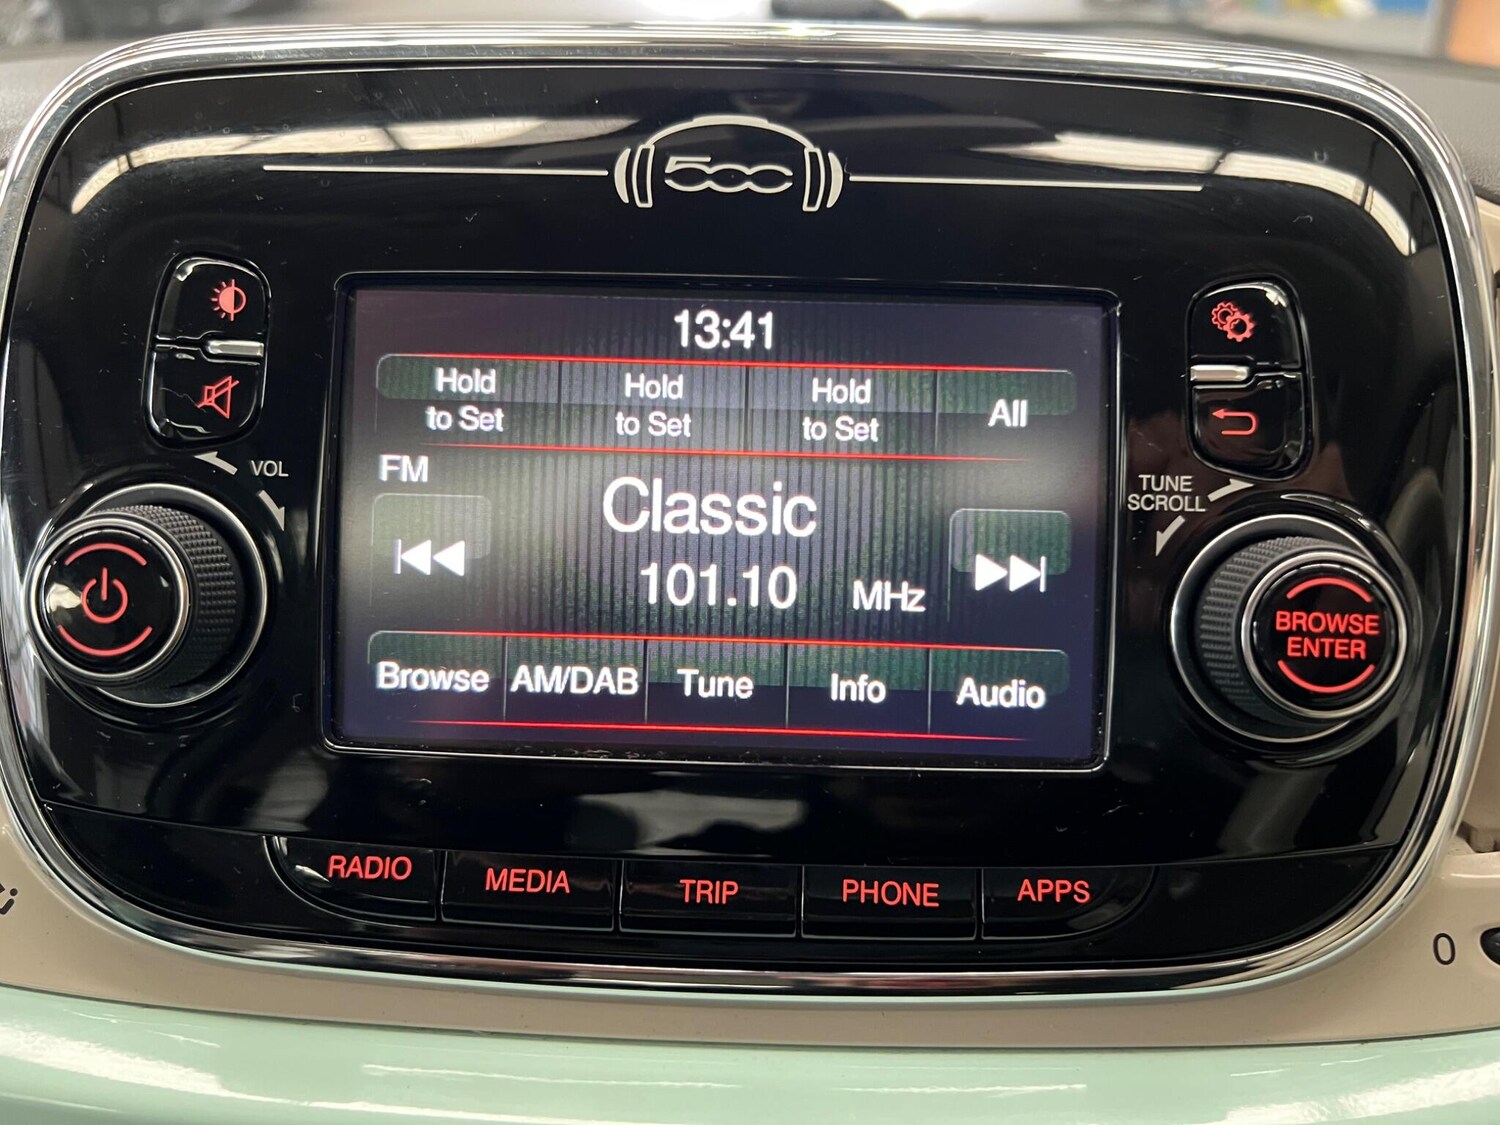 500
13:41
Hold to Set
Hold to Set
Hold to Set
All
FM
Classic
101.10 MHz
Browse
AM/DAB
Tune
Info
Audio
VOL
TUNE
SCROLL
BROWSE
ENTER
RADIO
MEDIA
TRIP
PHONE
APPS
0